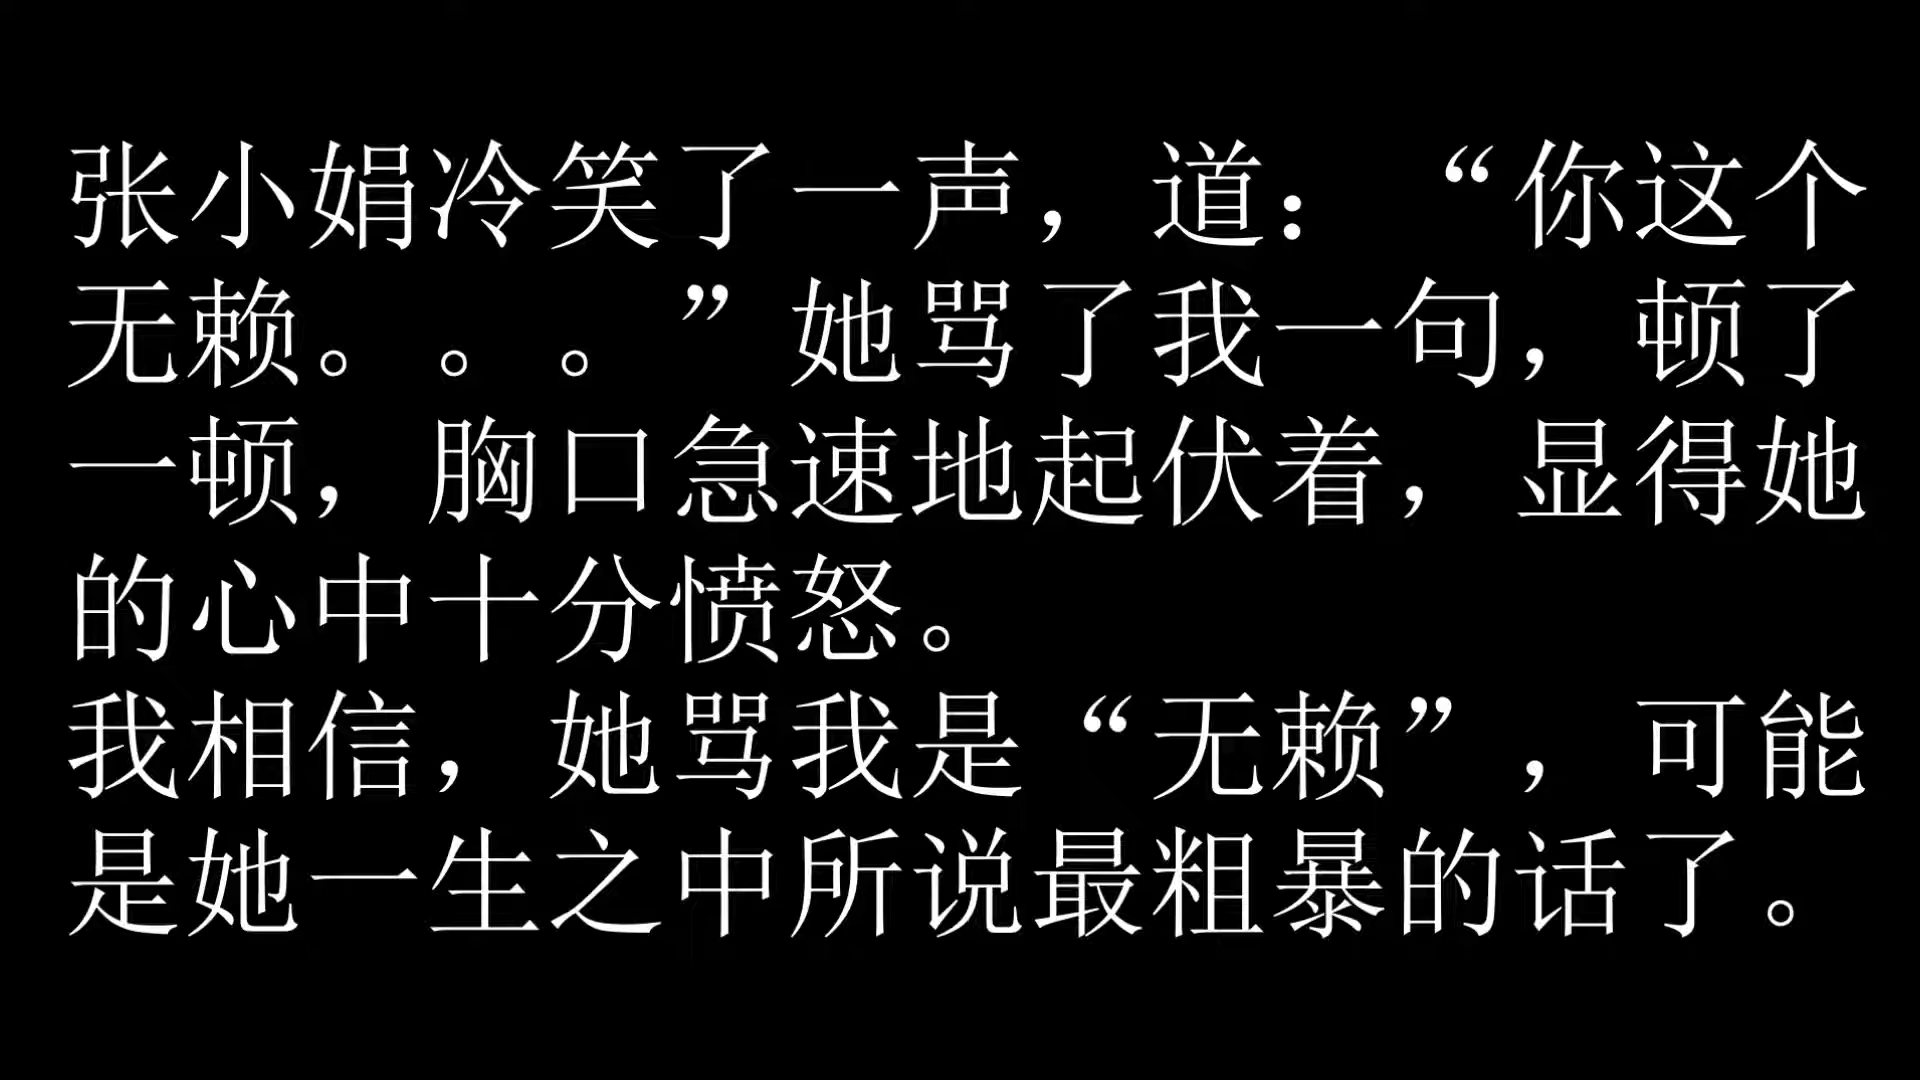 张小娟冷笑了一声，道：“你这个
无赖。。。”她骂了我一句，顿了
一顿，胸口急速地起伏着，显得她
的心中十分愤怒。
我相信，她骂我是“无赖”，可能
是她一生之中所说最粗暴的话了。